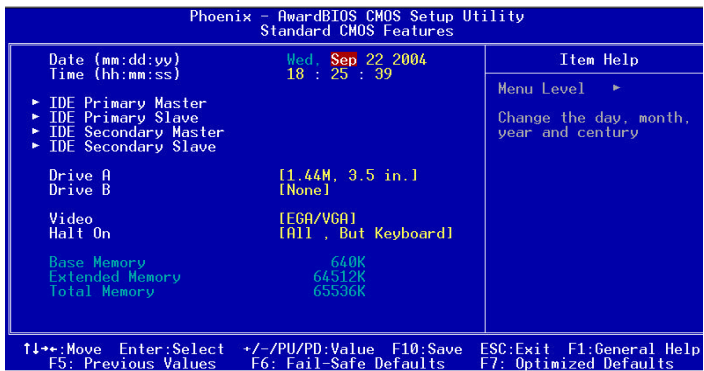 Phoenix - AwardBIOS CMOS Setup Utility
Standard CMOS Features
Date (mm:dd:yy) Wed, Sep 22 2004
Time (hh:mm:ss) 18 : 25 : 39
► IDE Primary Master
► IDE Primary Slave
► IDE Secondary Master
► IDE Secondary Slave
Drive A [1.44M, 3.5 in.]
Drive B [None]
Video [EGA/VGA]
Halt On [All , But Keyboard]
Base Memory 640K
Extended Memory 64512K
Total Memory 65536K
Item Help
Menu Level ►
Change the day, month,
year and century
↑↓→←:Move Enter:Select +/-/PU/PD:Value F10:Save ESC:Exit F1:General Help
F5: Previous Values F6: Fail-Safe Defaults F7: Optimized Defaults